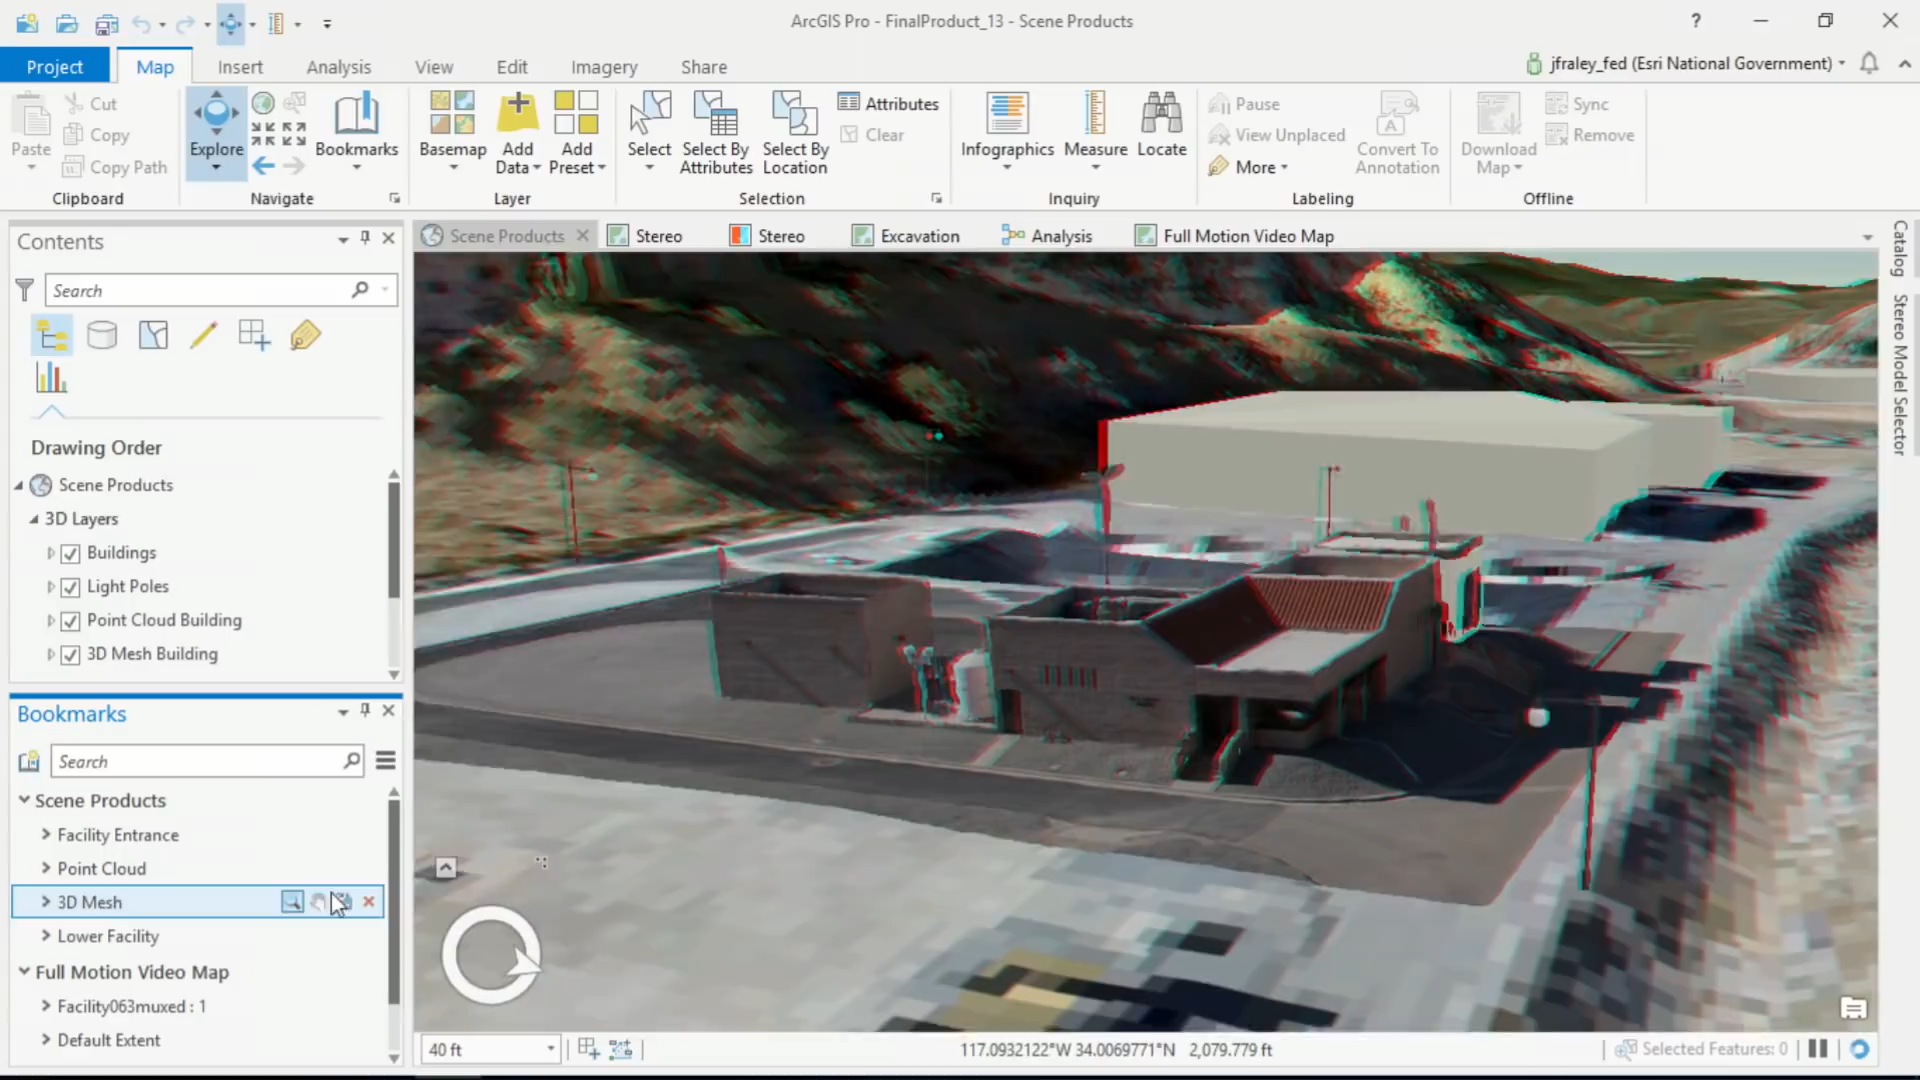 ArcGIS Pro - FinalProduct_13 - Scene Products
?
Project
Map
Insert
Analysis
View
Edit
Imagery
Share
jfraley_fed (Esri National Government)
Paste
Cut
Copy
Copy Path
Clipboard
Explore
Bookmarks
Navigate
Basemap
Add Data
Add Preset
Layer
Select
Select By Attributes
Select By Location
Attributes
Clear
Selection
Infographics
Measure
Locate
Inquiry
Pause
View Unplaced
More
Convert To Annotation
Labeling
Download Map
Sync
Remove
Offline
Contents
Search
Drawing Order
Scene Products
3D Layers
Buildings
Light Poles
Point Cloud Building
3D Mesh Building
Bookmarks
Search
Scene Products
Facility Entrance
Point Cloud
3D Mesh
Lower Facility
Full Motion Video Map
Facility063muxed : 1
Default Extent
Scene Products
Stereo
Stereo
Excavation
Analysis
Full Motion Video Map
Catalog
Stereo Model Selector
40 ft
117.0932122°W 34.0069771°N 2,079.779 ft
Selected Features: 0